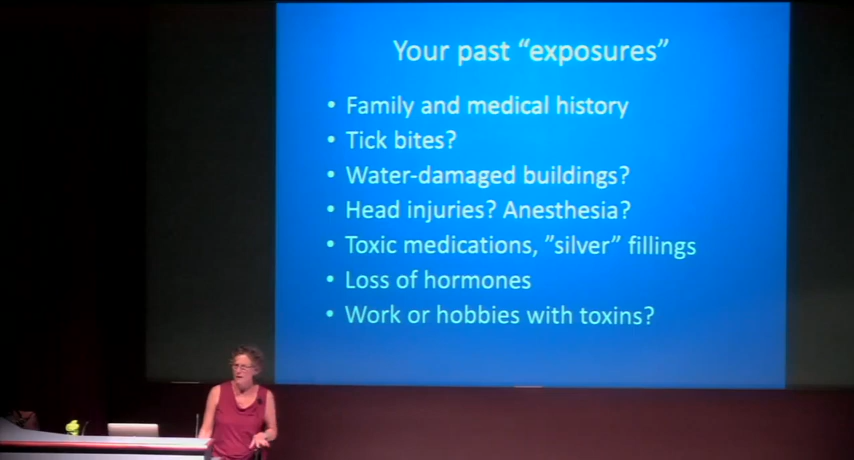 Your past “exposures”
• Family and medical history
• Tick bites?
• Water-damaged buildings?
• Head injuries? Anesthesia?
• Toxic medications, ”silver” fillings
• Loss of hormones
• Work or hobbies with toxins?